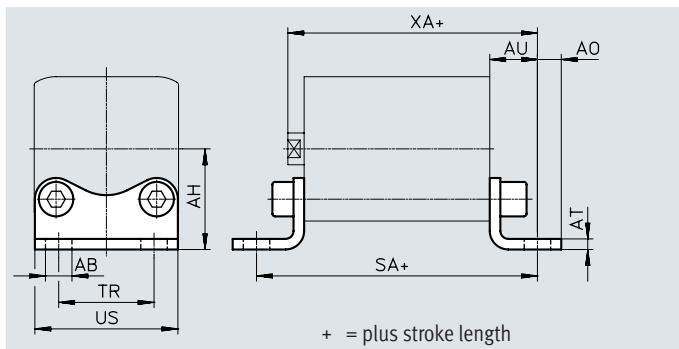 XA+
AU
AO
AH
AT
AB
SA+
TR
US
+ = plus stroke length